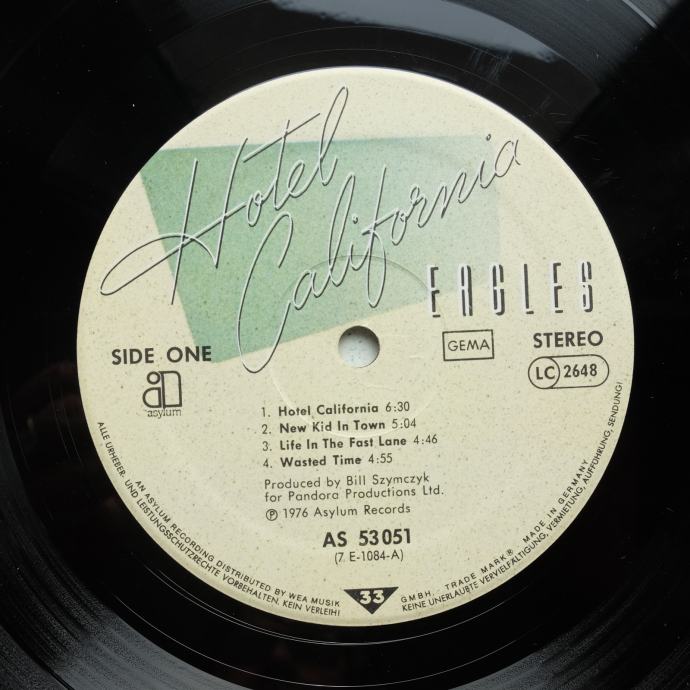 Hotel
California
EAGLES
GEMA
STEREO
LC 2648
SIDE ONE
asylum
1. Hotel California 6:30
2. New Kid In Town 5:04
3. Life In The Fast Lane 4:46
4. Wasted Time 4:55
Produced by Bill Szymczyk
for Pandora Productions Ltd.
℗ 1976 Asylum Records
AS 53 051
(7 E-1084-A)
33
AN ASYLUM RECORDING DISTRIBUTED BY WEA MUSIK GMBH. TRADE MARK® MADE IN GERMANY
ALLE URHEBER- UND LEISTUNGSSCHUTZRECHTE VORBEHALTEN. KEIN VERLEIH! KEINE UNERLAUBTE VERVIELFÄLTIGUNG, VERMIETUNG, AUFFÜHRUNG, SENDUNG!